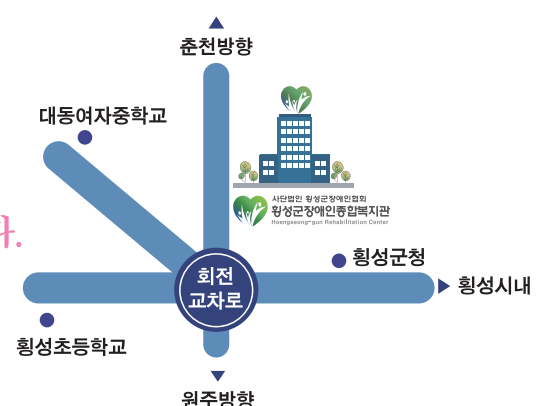 춘천방향
대동여자중학교
사단법인 횡성군장애인협회
횡성군장애인종합복지관
Hoengseong-gun Rehabilitation Center
다.
횡성군청
회전
교차로
횡성시내
횡성초등학교
원주방향